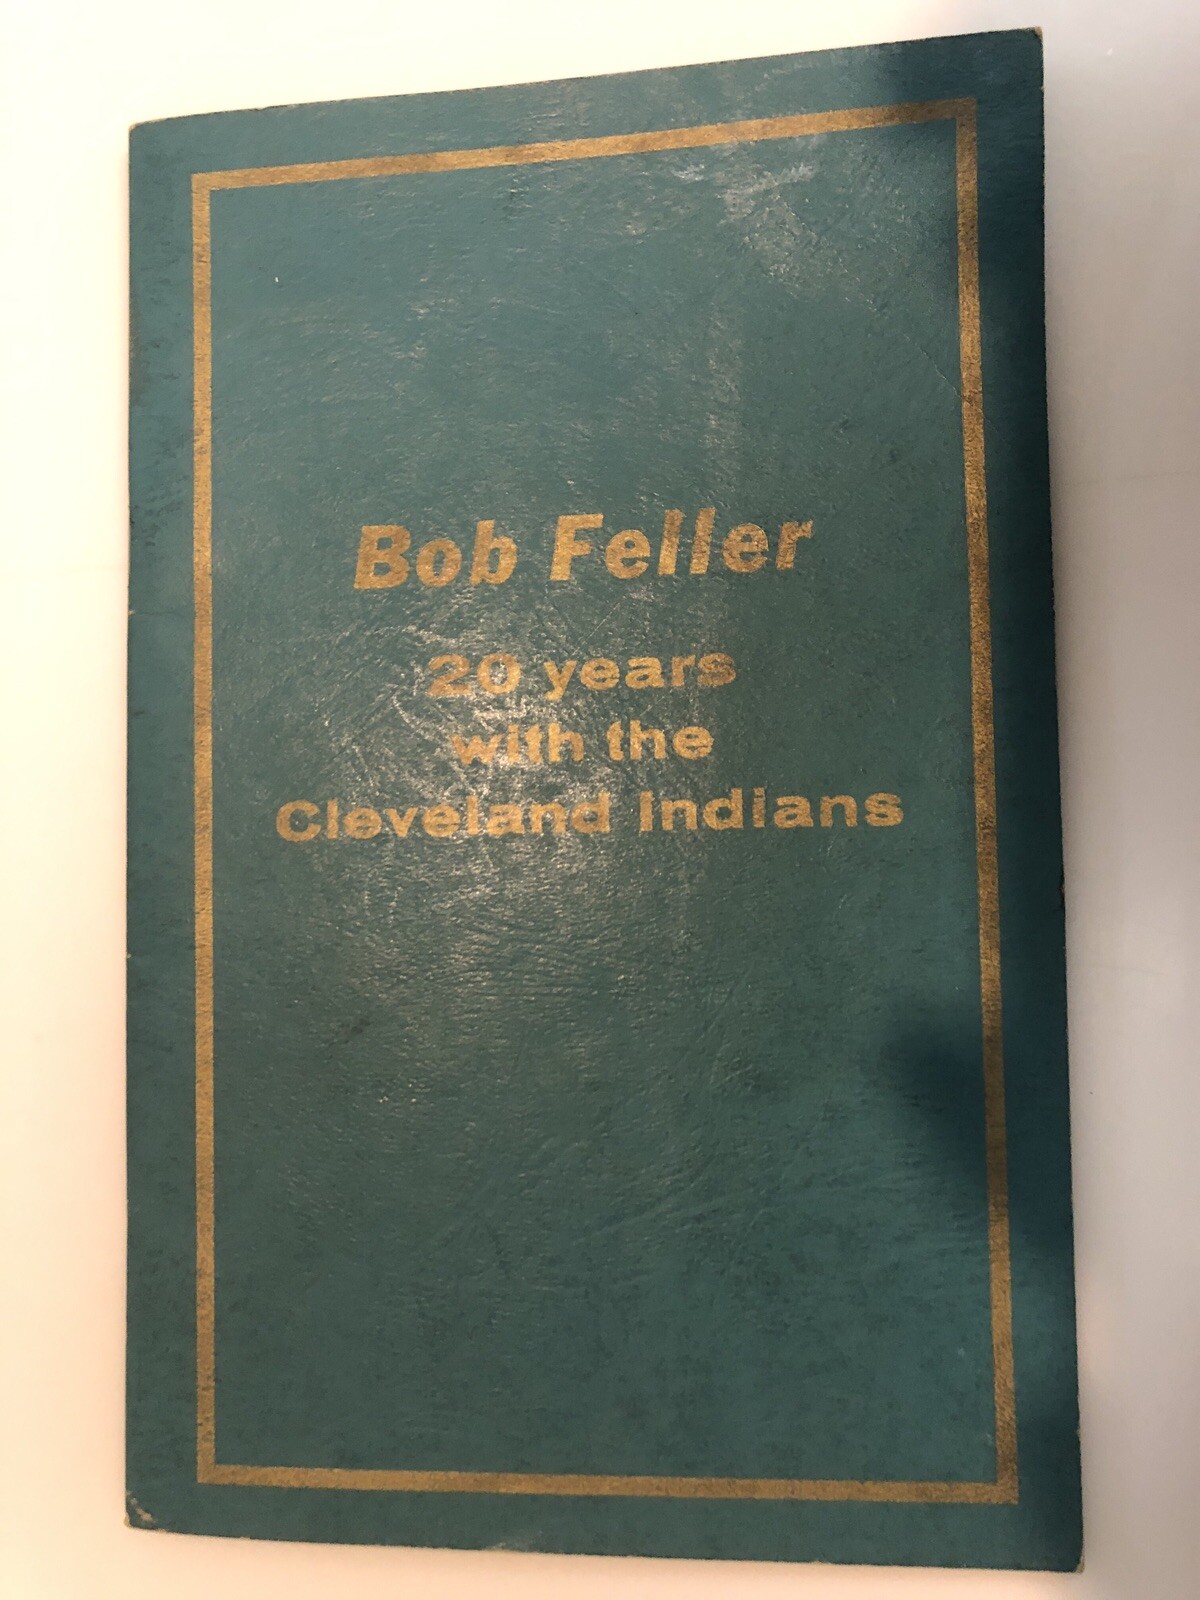 Bob Feller
20 years
with the
Cleveland Indians